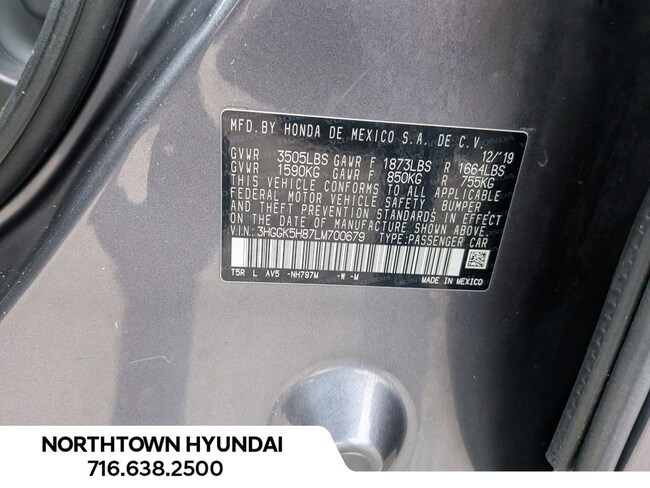 MFD.BY HONDA DE MEXICO S.A. DE C.V.
12/'19
GVWR 3505LBS GAWR F 1873LBS R 1664LBS
GVWR 1590KG GAWR F 850KG R 755KG
THIS VEHICLE CONFORMS TO ALL APPLICABLE
FEDERAL MOTOR VEHICLE SAFETY, BUMPER
AND THEFT PREVENTION STANDARDS IN EFFECT
ON THE DATE OF MANUFACTURE SHOWN ABOVE.
V.I.N: 3HGGK5H87LM700679 TYPE:PASSENGER CAR
T5R L AV5 -NH797M -W -M MADE IN MEXICO
NORTHTOWN HYUNDAI
716.638.2500